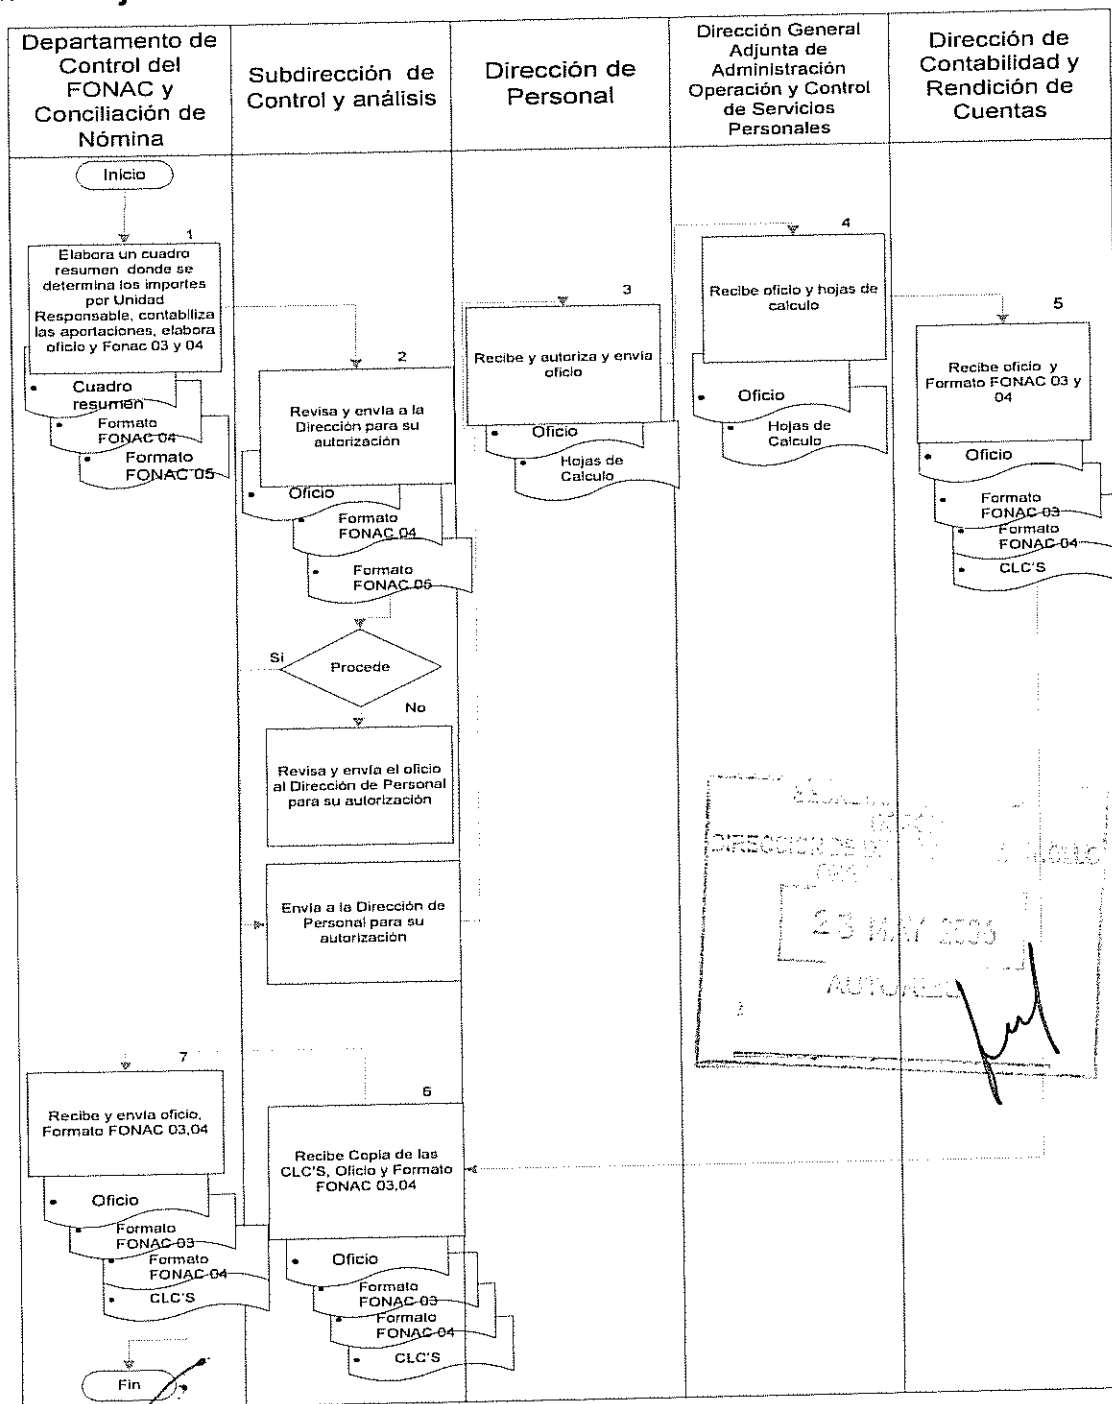 Departamento de
Control del
FONAC y
Conciliación de
Nómina
Subdirección de
Control y análisis
Dirección de
Personal
Dirección General
Adjunta de
Administración
Operación y Control
de Servicios
Personales
Dirección de
Contabilidad y
Rendición de
Cuentas
Inicio
1
Elabora un cuadro
resumen donde se
determina los importes
por Unidad
Responsable, contabiliza
las aportaciones, elabora
oficio y Fonac 03 y 04
Cuadro
resumen
Formato
FONAC 04
Formato
FONAC 05
2
Revisa y envía a la
Dirección para su
autorización
Oficio
Formato
FONAC 04
Formato
FONAC 05
Procede
Si
No
Revisa y envía el oficio
al Dirección de Personal
para su autorización
Envía a la Dirección de
Personal para su
autorización
3
Recibe y autoriza y envía
oficio
Oficio
Hojas de
Calculo
4
Recibe oficio y hojas de
calculo
Oficio
Hojas de
Calculo
5
Recibe oficio y
Formato FONAC 03 y
04
Oficio
Formato
FONAC 03
Formato
FONAC 04
CLC'S
DIRECCION DE
MAY
6
Recibe Copia de las
CLC'S, Oficio y Formato
FONAC 03,04
Oficio
Formato
FONAC 03
Formato
FONAC 04
CLC'S
7
Recibe y envía oficio,
Formato FONAC 03,04
Oficio
Formato
FONAC 03
Formato
FONAC 04
CLC'S
Fin